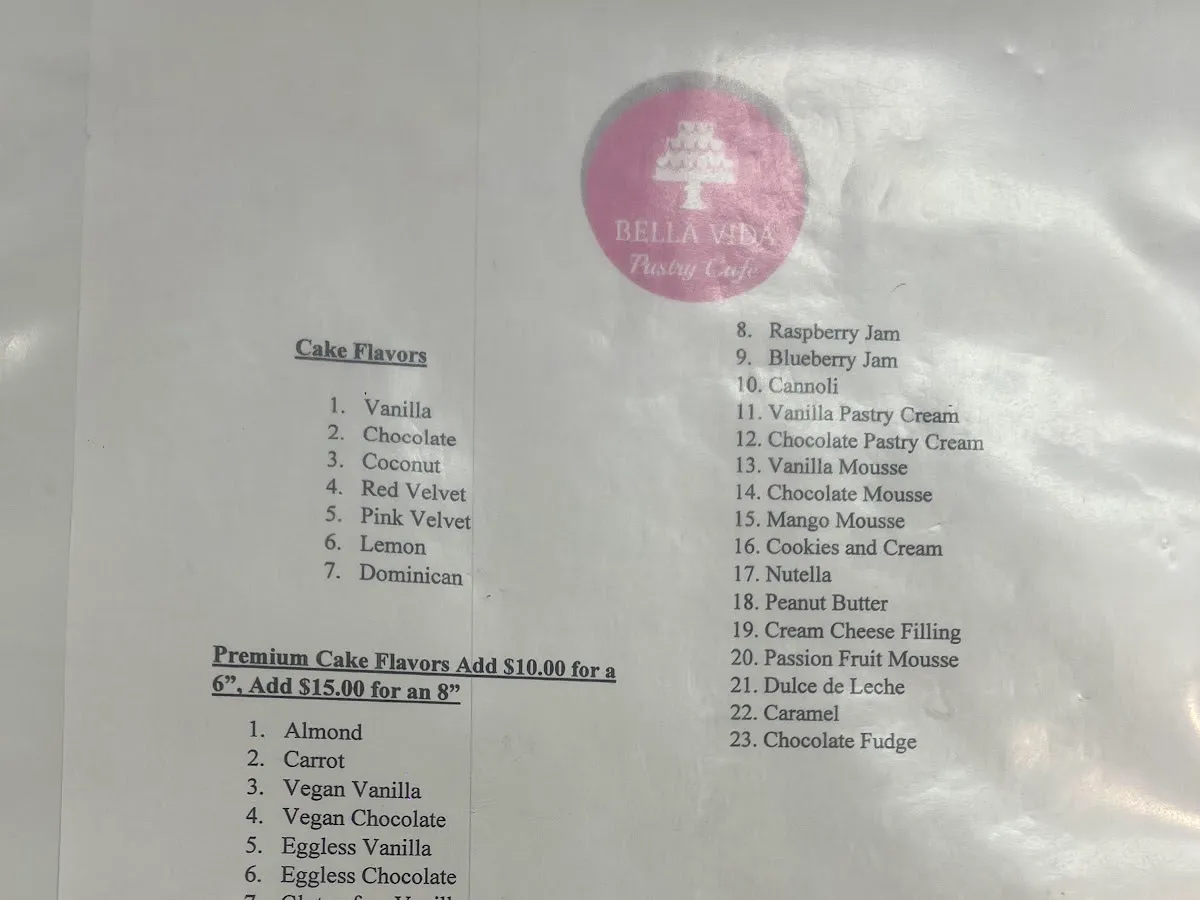 BELLA VIDA
Pastry Cafe
Cake Flavors
1. Vanilla
2. Chocolate
3. Coconut
4. Red Velvet
5. Pink Velvet
6. Lemon
7. Dominican
Premium Cake Flavors Add $10.00 for a
6”, Add $15.00 for an 8”
1. Almond
2. Carrot
3. Vegan Vanilla
4. Vegan Chocolate
5. Eggless Vanilla
6. Eggless Chocolate
8. Raspberry Jam
9. Blueberry Jam
10. Cannoli
11. Vanilla Pastry Cream
12. Chocolate Pastry Cream
13. Vanilla Mousse
14. Chocolate Mousse
15. Mango Mousse
16. Cookies and Cream
17. Nutella
18. Peanut Butter
19. Cream Cheese Filling
20. Passion Fruit Mousse
21. Dulce de Leche
22. Caramel
23. Chocolate Fudge